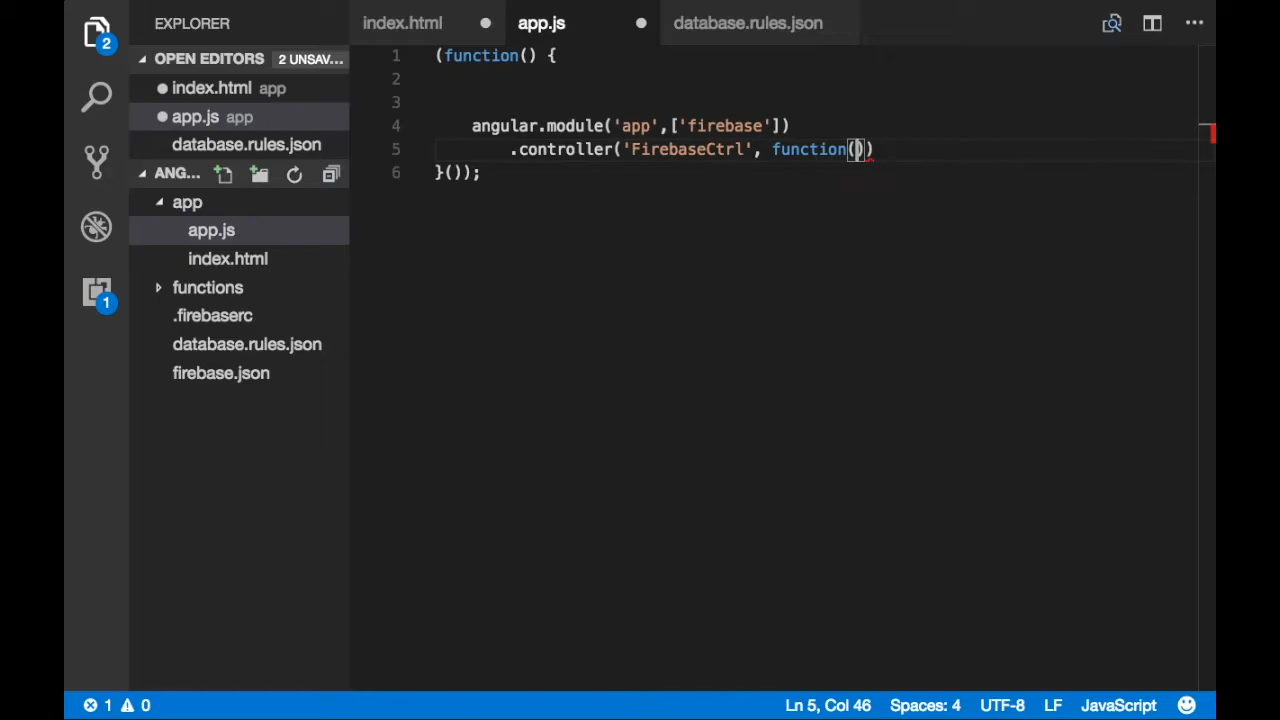 EXPLORER
index.html
app.js
database.rules.json
2
OPEN EDITORS 2 UNSAV...
index.html app
app.js app
database.rules.json
ANG...
app
app.js
index.html
functions
.firebaserc
database.rules.json
firebase.json
1
1 (function() {
2
3
4 angular.module('app',['firebase'])
5 .controller('FirebaseCtrl', function())
6 }());
1 0
Ln 5, Col 46 Spaces: 4 UTF-8 LF JavaScript